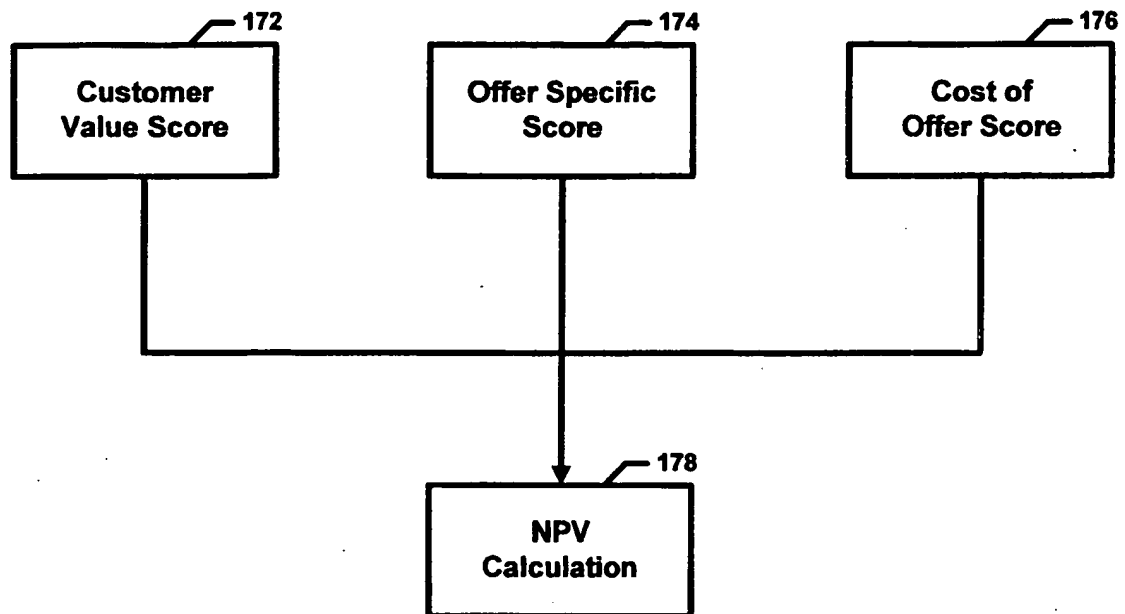 172
Customer
Value Score
174
Offer Specific
Score
176
Cost of
Offer Score
178
NPV
Calculation